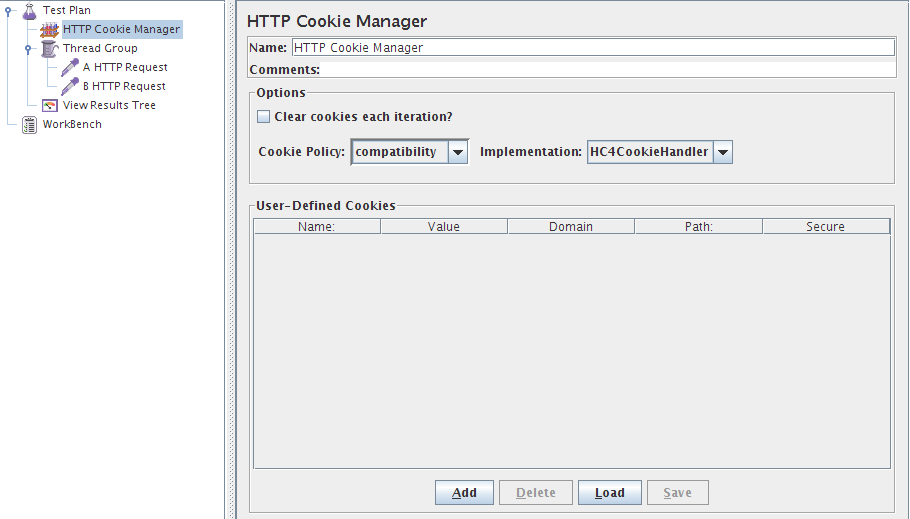 Test Plan
HTTP Cookie Manager
Thread Group
A HTTP Request
B HTTP Request
View Results Tree
WorkBench
HTTP Cookie Manager
Name: HTTP Cookie Manager
Comments:
Options
Clear cookies each iteration?
Cookie Policy: compatibility Implementation: HC4CookieHandler
User-Defined Cookies
Name: Value Domain Path: Secure
Add Delete Load Save